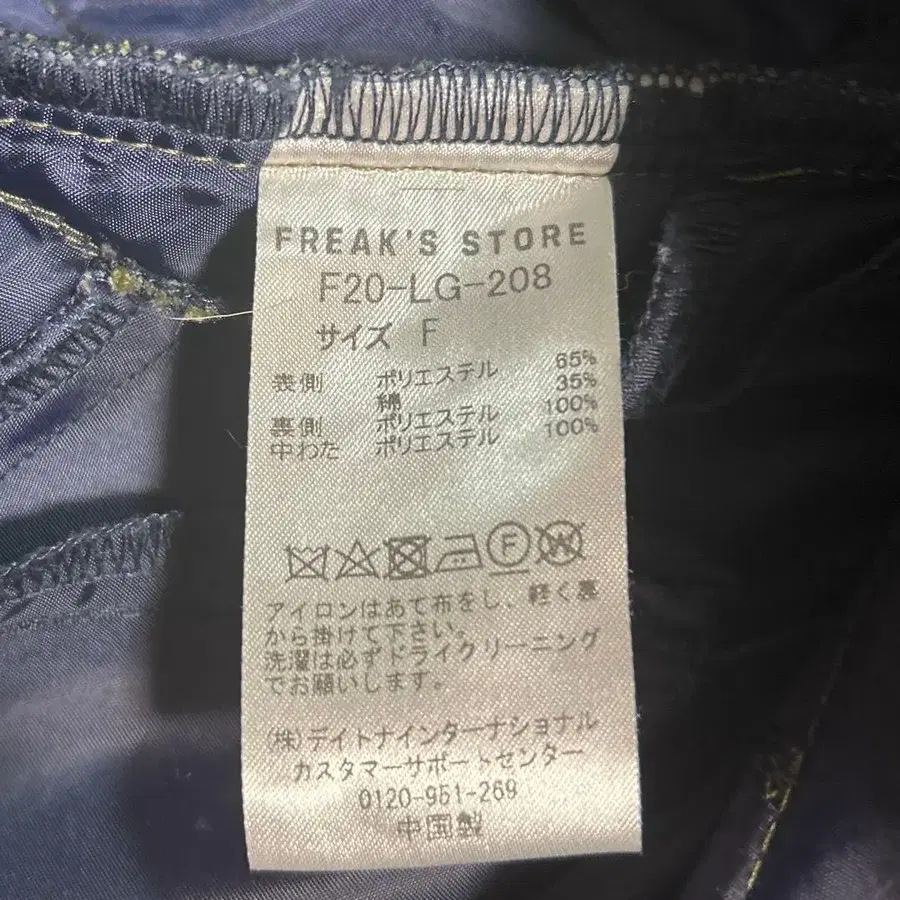 FREAK'S STORE
F20-LG-208
サイズ F
表側 ポリエステル 65%
綿 35%
裏側 ポリエステル 100%
中わた ポリエステル 100%
F W
アイロンはあて布をし、軽く裏
から掛けて下さい。
洗濯は必ずドライクリーニング
でお願いします。
(株)デイトナインターナショナル
カスタマーサポートセンター
0120-951-269
中国製